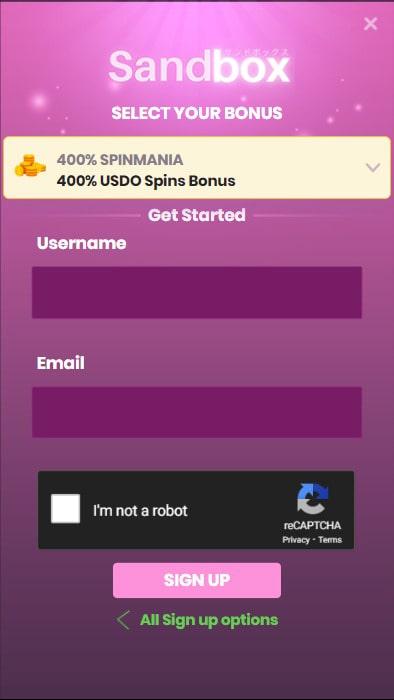 サンドボックス
Sandbox
SELECT YOUR BONUS
400% SPINMANIA
400% USDO Spins Bonus
Get Started
Username
Email
I'm not a robot
reCAPTCHA
Privacy - Terms
SIGN UP
All Sign up options